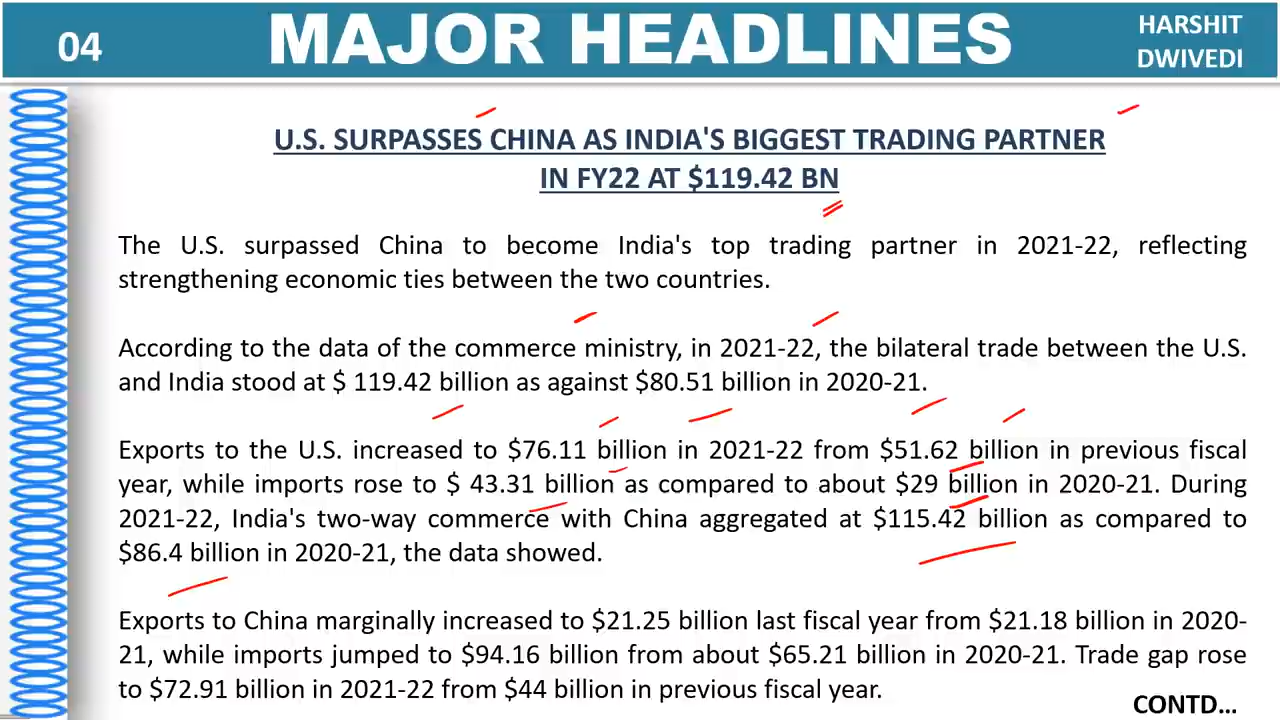 04
MAJOR HEADLINES
HARSHIT
DWIVEDI
U.S. SURPASSES CHINA AS INDIA'S BIGGEST TRADING PARTNER
IN FY22 AT $119.42 BN
The U.S. surpassed China to become India's top trading partner in 2021-22, reflecting
strengthening economic ties between the two countries.
According to the data of the commerce ministry, in 2021-22, the bilateral trade between the U.S.
and India stood at $ 119.42 billion as against $80.51 billion in 2020-21.
Exports to the U.S. increased to $76.11 billion in 2021-22 from $51.62 billion in previous fiscal
year, while imports rose to $ 43.31 billion as compared to about $29 billion in 2020-21. During
2021-22, India's two-way commerce with China aggregated at $115.42 billion as compared to
$86.4 billion in 2020-21, the data showed.
Exports to China marginally increased to $21.25 billion last fiscal year from $21.18 billion in 2020-
21, while imports jumped to $94.16 billion from about $65.21 billion in 2020-21. Trade gap rose
to $72.91 billion in 2021-22 from $44 billion in previous fiscal year.
CONTD...